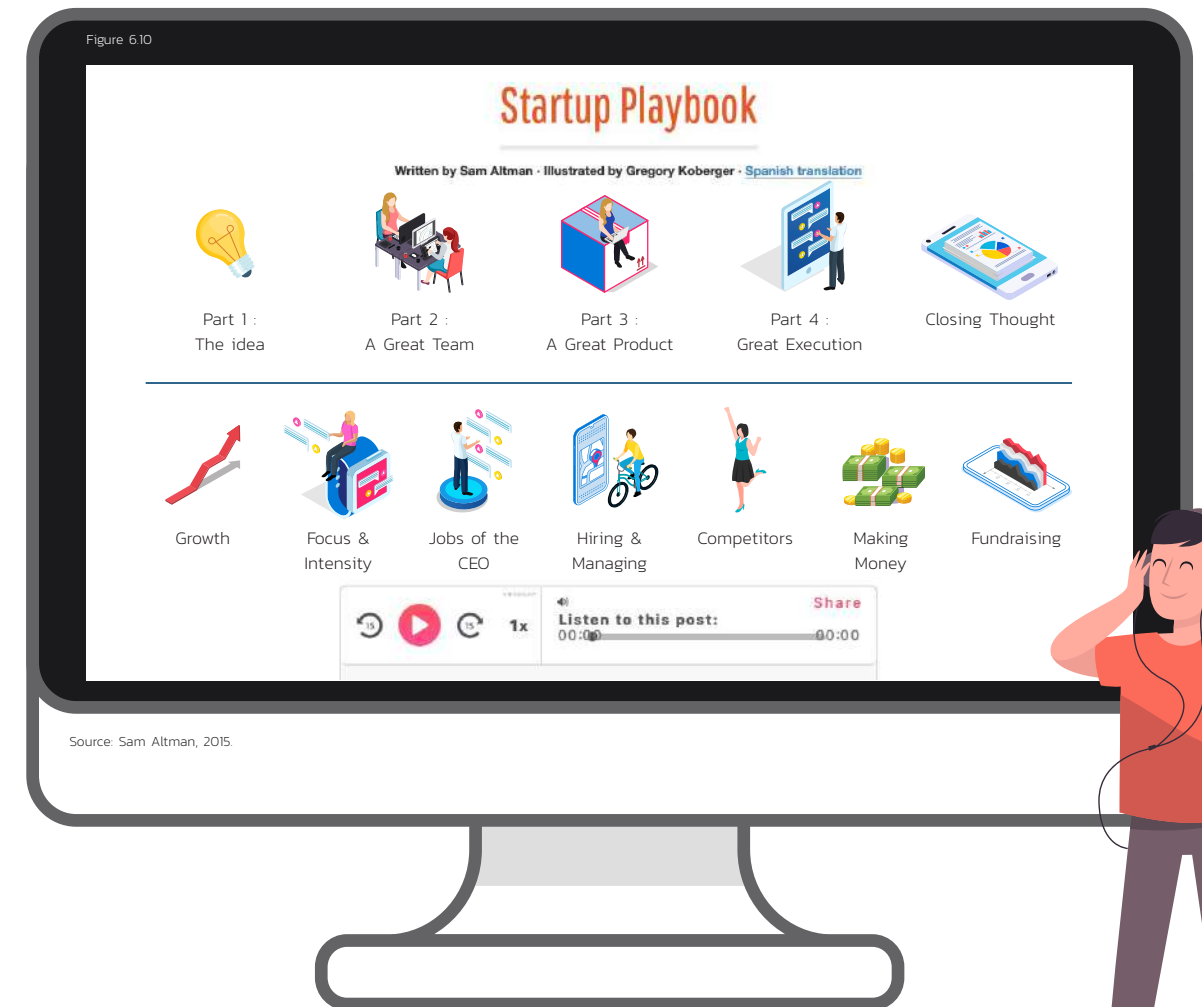 Figure 6.10
Startup Playbook
Written by Sam Altman · Illustrated by Gregory Koberger · Spanish translation
Part 1 :
The idea
Part 2 :
A Great Team
Part 3 :
A Great Product
Part 4 :
Great Execution
Closing Thought
Growth
Focus &
Intensity
Jobs of the
CEO
Hiring &
Managing
Competitors
Making
Money
Fundraising
15
15
1x
Share
Listen to this post:
00:00
00:00
Source: Sam Altman, 2015.